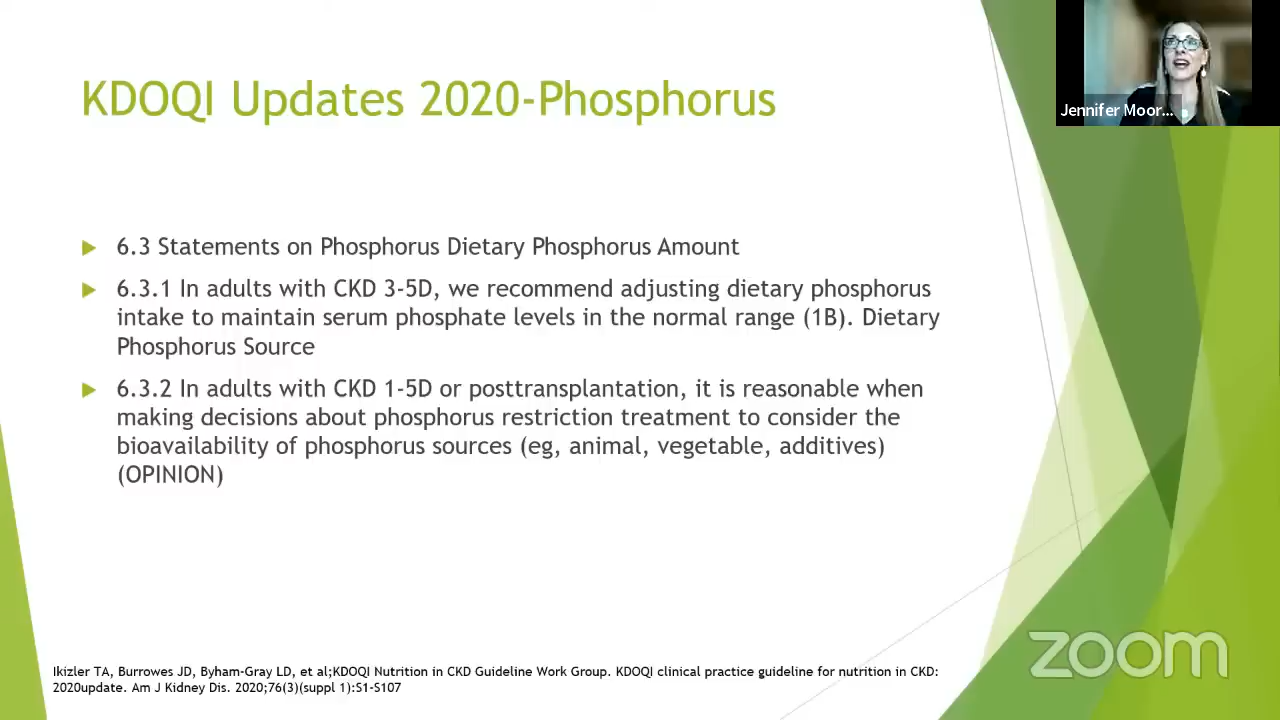 KDOQI Updates 2020-Phosphorus
Jennifer Moor...
6.3 Statements on Phosphorus Dietary Phosphorus Amount
6.3.1 In adults with CKD 3-5D, we recommend adjusting dietary phosphorus
intake to maintain serum phosphate levels in the normal range (1B). Dietary
Phosphorus Source
6.3.2 In adults with CKD 1-5D or posttransplantation, it is reasonable when
making decisions about phosphorus restriction treatment to consider the
bioavailability of phosphorus sources (eg, animal, vegetable, additives)
(OPINION)
Ikizler TA, Burrowes JD, Byham-Gray LD, et al;KDOQI Nutrition in CKD Guideline Work Group. KDOQI clinical practice guideline for nutrition in CKD:
2020update. Am J Kidney Dis. 2020;76(3)(suppl 1):S1-S107
zoom